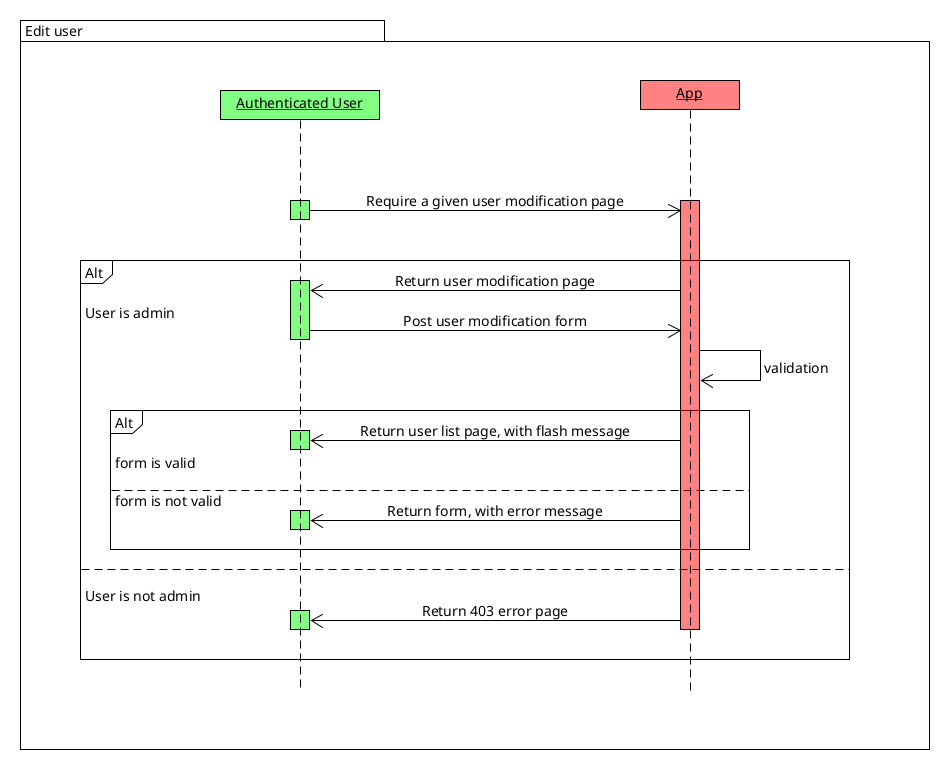 Edit user
Authenticated User
App
Require a given user modification page
Alt
Return user modification page
User is admin
Post user modification form
validation
Alt
Return user list page, with flash message
form is valid
form is not valid
Return form, with error message
User is not admin
Return 403 error page